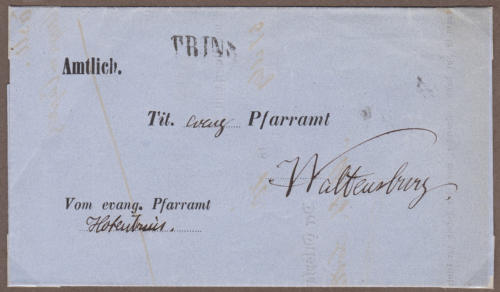 TRINS
Amtlich.
Tit. evang Pfarramt
Waltensburg.
Vom evang. Pfarramt